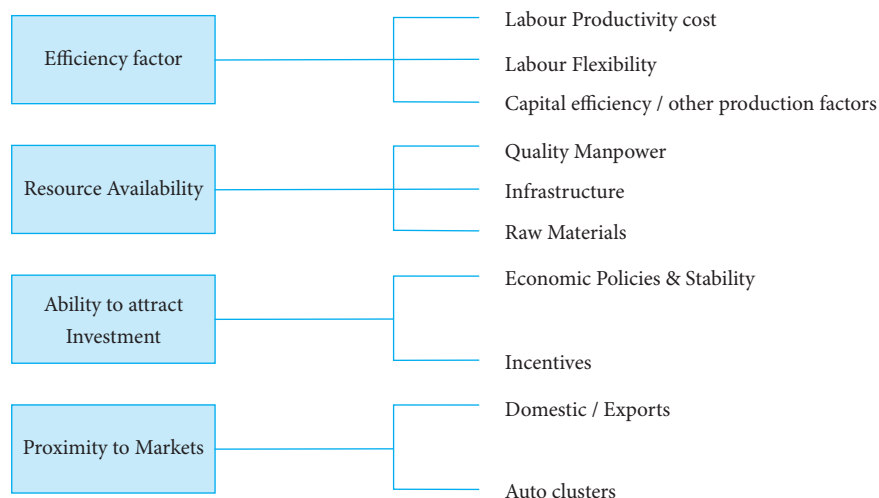 Efficiency factor
Labour Productivity cost
Labour Flexibility
Capital efficiency / other production factors
Resource Availability
Quality Manpower
Infrastructure
Raw Materials
Ability to attract
Investment
Economic Policies & Stability
Incentives
Proximity to Markets
Domestic / Exports
Auto clusters